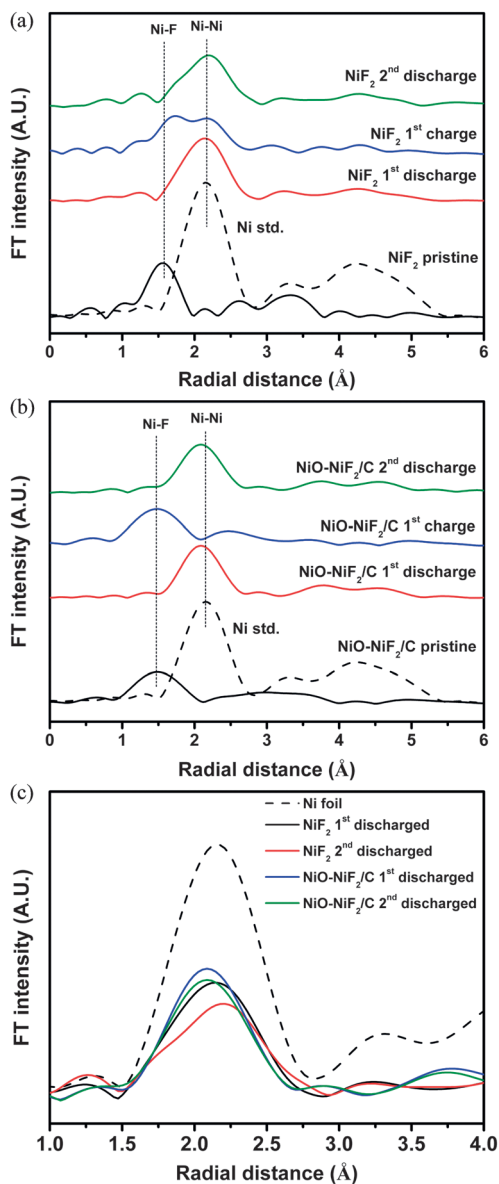 (a)
Ni-F Ni-Ni
NiF₂ 2ⁿᵈ discharge
NiF₂ 1ˢᵗ charge
NiF₂ 1ˢᵗ discharge
Ni std.
NiF₂ pristine
FT intensity (A.U.)
0 1 2 3 4 5 6
Radial distance (Å)
(b)
Ni-F Ni-Ni
NiO-NiF₂/C 2ⁿᵈ discharge
NiO-NiF₂/C 1ˢᵗ charge
NiO-NiF₂/C 1ˢᵗ discharge
Ni std.
NiO-NiF₂/C pristine
FT intensity (A.U.)
0 1 2 3 4 5 6
Radial distance (Å)
(c)
Ni foil
NiF₂ 1ˢᵗ discharged
NiF₂ 2ⁿᵈ discharged
NiO-NiF₂/C 1ˢᵗ discharged
NiO-NiF₂/C 2ⁿᵈ discharged
FT intensity (A.U.)
1.0 1.5 2.0 2.5 3.0 3.5 4.0
Radial distance (Å)